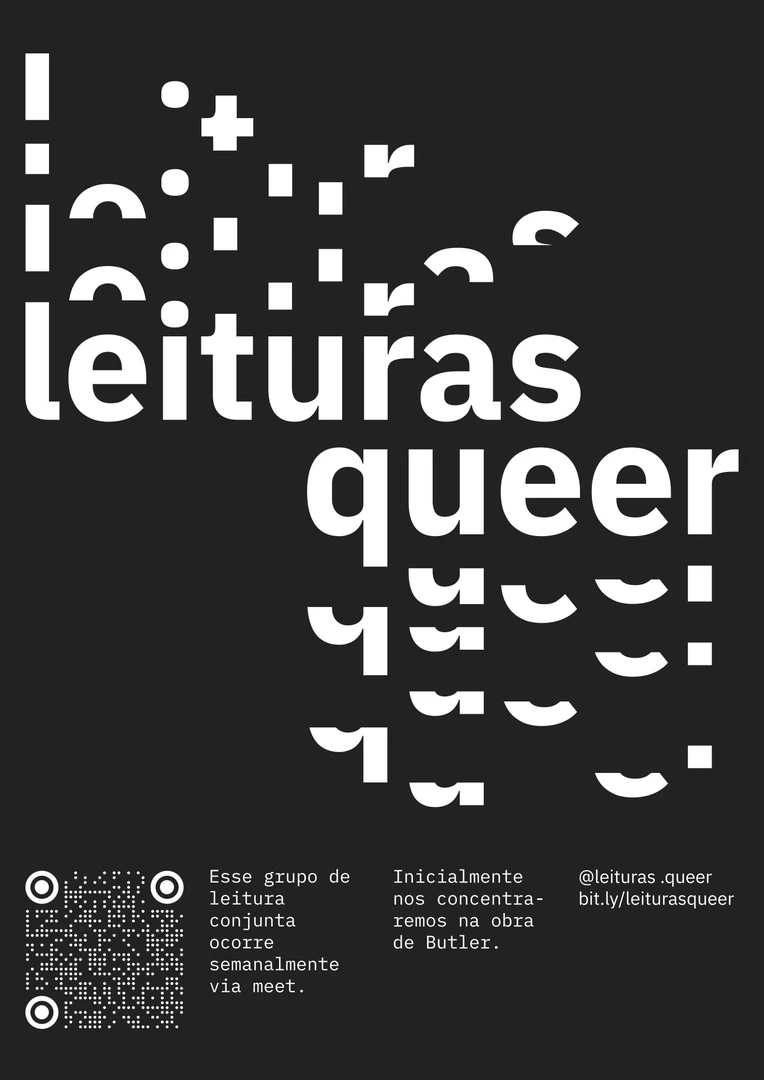 leituras
queer
Esse grupo de
leitura
conjunta
ocorre
semanalmente
via meet.
Inicialmente
nos concentra-
remos na obra
de Butler.
@leituras .queer
bit.ly/leiturasqueer